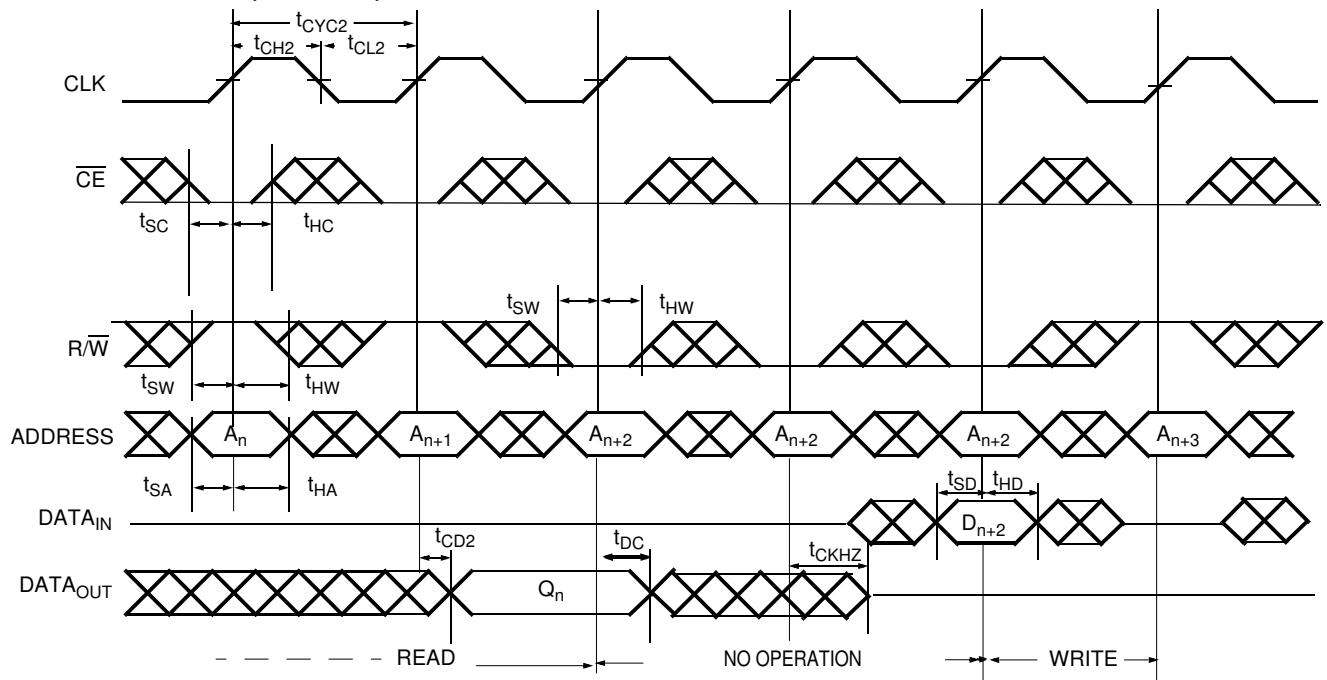 tCYC2
tCH2 tCL2
CLK
CE
tSC tHC
tSW tHW
R/W
tSW tHW
ADDRESS An An+1 An+2 An+2 An+2 An+3
tSA tHA tSD tHD
DATAIN Dn+2
tCD2 tDC tCKHZ
DATAOUT Qn
READ NO OPERATION WRITE